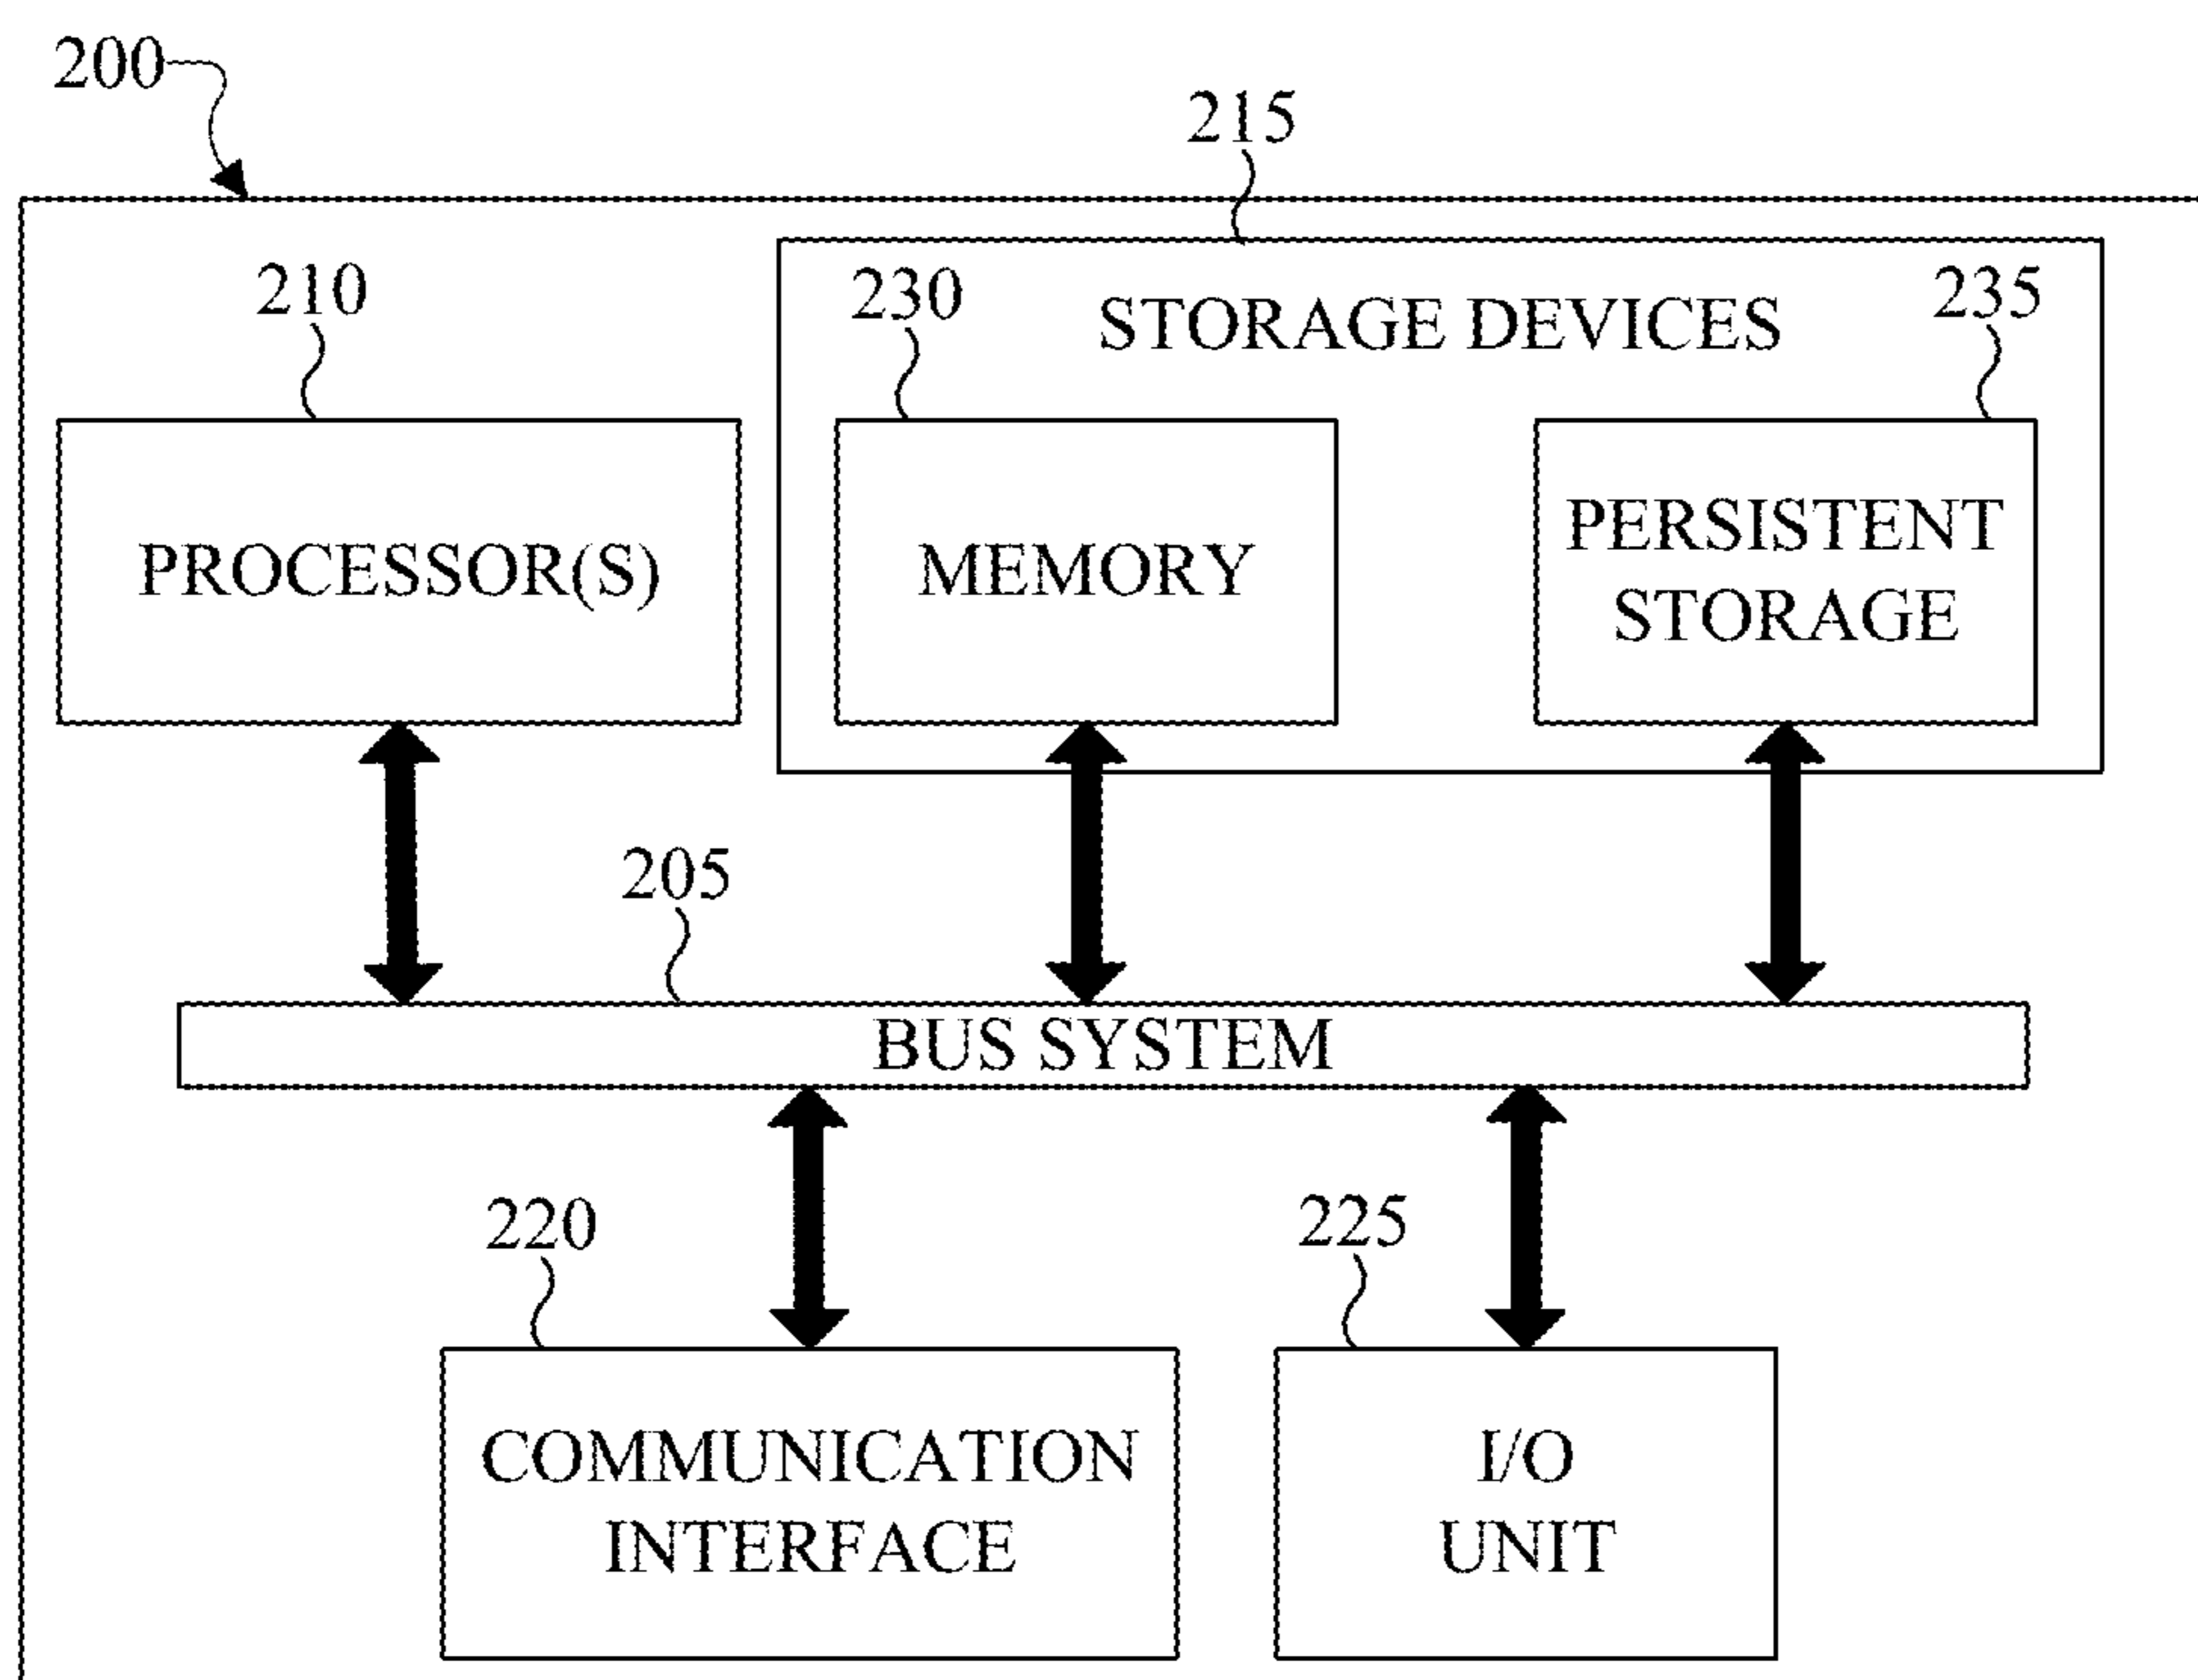 200
215
210
230
STORAGE DEVICES
235
PROCESSOR(S)
MEMORY
PERSISTENT
STORAGE
205
BUS SYSTEM
220
225
COMMUNICATION
INTERFACE
I/O
UNIT